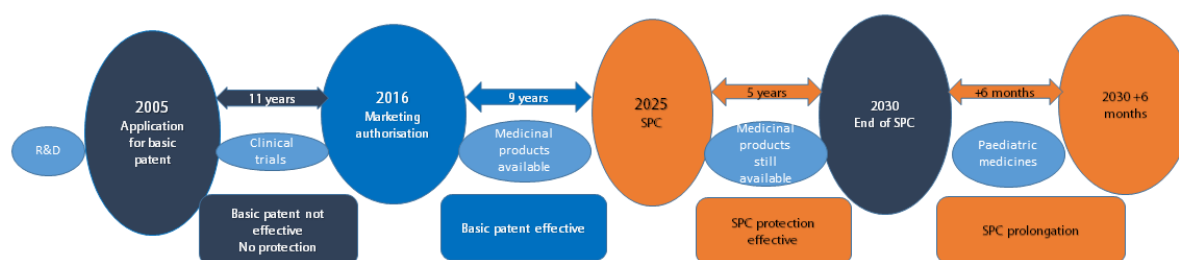 R&D
2005
Application
for basic
patent
11 years
Clinical
trials
Basic patent not
effective
No protection
2016
Marketing
authorisation
9 years
Medicinal
products
available
Basic patent effective
2025
SPC
5 years
Medicinal
products
still
available
SPC protection
effective
2030
End of SPC
+6 months
Paediatric
medicines
SPC prolongation
2030 +6
months